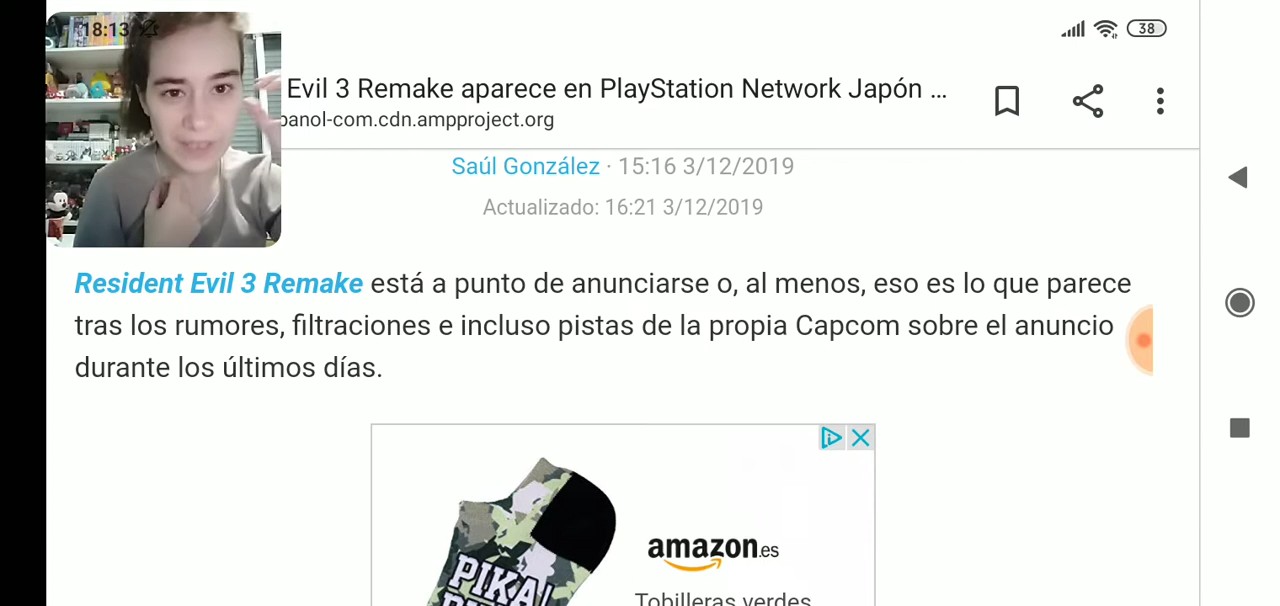 18:13
38
Evil 3 Remake aparece en PlayStation Network Japón ...
panol-com.cdn.ampproject.org
Saúl González · 15:16 3/12/2019
Actualizado: 16:21 3/12/2019
Resident Evil 3 Remake está a punto de anunciarse o, al menos, eso es lo que parece
tras los rumores, filtraciones e incluso pistas de la propia Capcom sobre el anuncio
durante los últimos días.
PIKA!
amazon.es
Tobilleras verdes